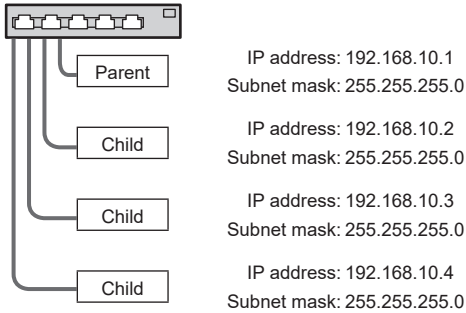 Parent
IP address: 192.168.10.1
Subnet mask: 255.255.255.0
Child
IP address: 192.168.10.2
Subnet mask: 255.255.255.0
Child
IP address: 192.168.10.3
Subnet mask: 255.255.255.0
Child
IP address: 192.168.10.4
Subnet mask: 255.255.255.0